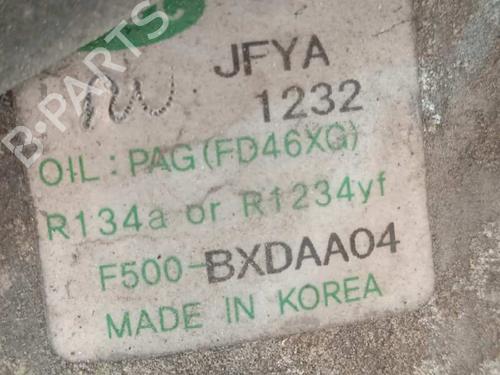 JFYA
1232
OIL: PAG(FD46XG)
R134a or R1234yf
F500-BXDAA04
MADE IN KOREA
B-PARTS